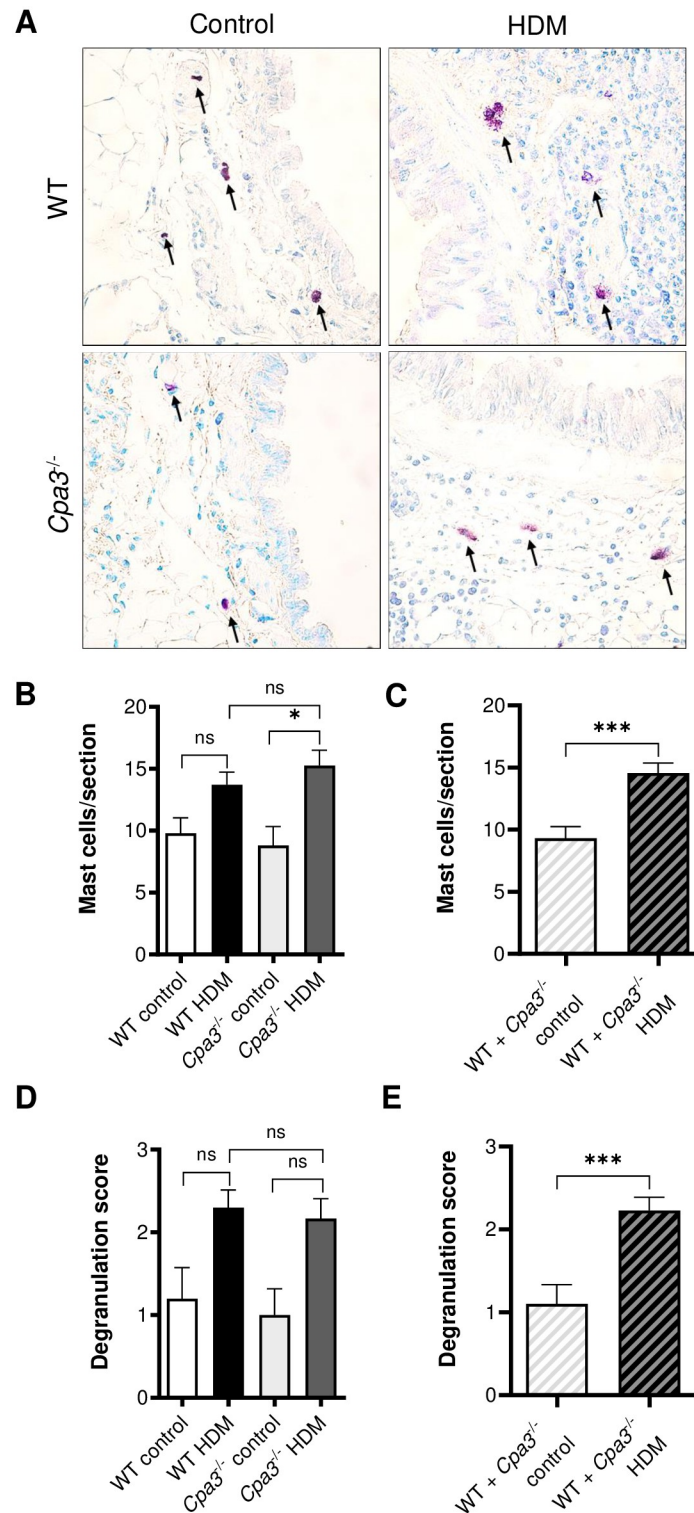 A
Control
HDM
WT
Cpa3-/-
B
Mast cells/section
20
15
10
5
0
ns
ns
*
WT control
WT HDM
Cpa3-/- control
Cpa3-/- HDM
C
Mast cells/section
20
15
10
5
0
***
WT + Cpa3-/-
control
WT + Cpa3-/-
HDM
D
Degranulation score
3
2
1
0
ns
ns
ns
WT control
WT HDM
Cpa3-/- control
Cpa3-/- HDM
E
Degranulation score
3
2
1
0
***
WT + Cpa3-/-
control
WT + Cpa3-/-
HDM